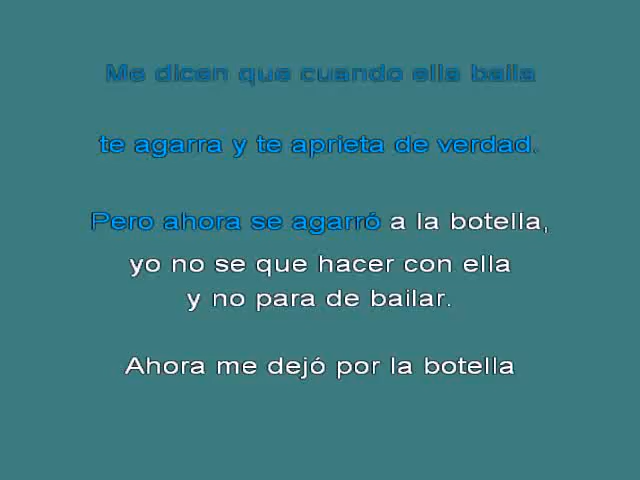 Me dicen que cuando ella baila
te agarra y te aprieta de verdad.
Pero ahora se agarró a la botella,
yo no se que hacer con ella
y no para de bailar.
Ahora me dejó por la botella